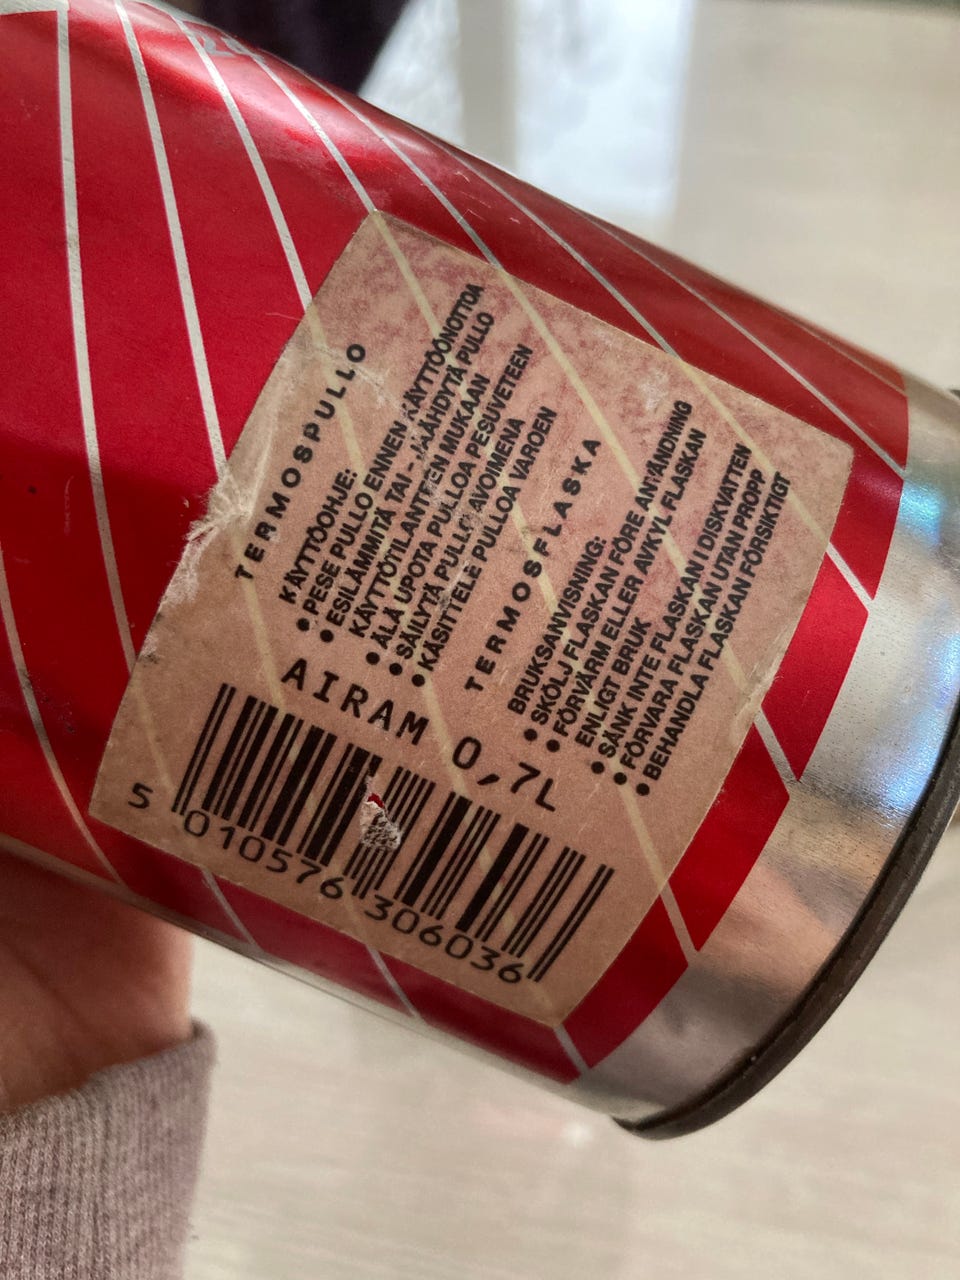 TERMOSPULLO
KÄYTTÖOHJE:
• PESE PULLO ENNEN KÄYTTÖÖNOTTOA
• ESILÄMMITÄ TAI - JÄÄHDYTÄ PULLO
KÄYTTÖTILANTEEN MUKAAN
• ÄLÄ UPOTA PULLOA PESUVETEEN
• SÄILYTÄ PULLO AVOIMENA
• KÄSITTELE PULLOA VAROEN
TERMOSFLASKA
BRUKSANVISNING:
• SKÖLJ FLASKAN FÖRE ANVÄNDNING
• FÖRVÄRM ELLER AVKYL FLASKAN
ENLIGT BRUK
• SÄNK INTE FLASKAN I DISKVATTEN
• FÖRVARA FLASKAN UTAN PROPP
• BEHANDLA FLASKAN FÖRSIKTIGT
AIRAM 0,7L
5 010576 306036